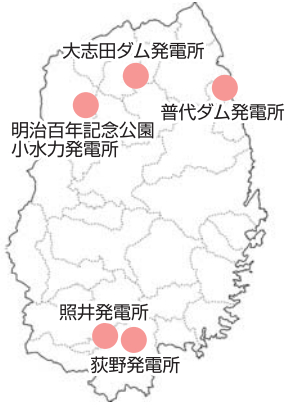 大志田ダム発電所
普代ダム発電所
明治百年記念公園
小水力発電所
照井発電所
荻野発電所